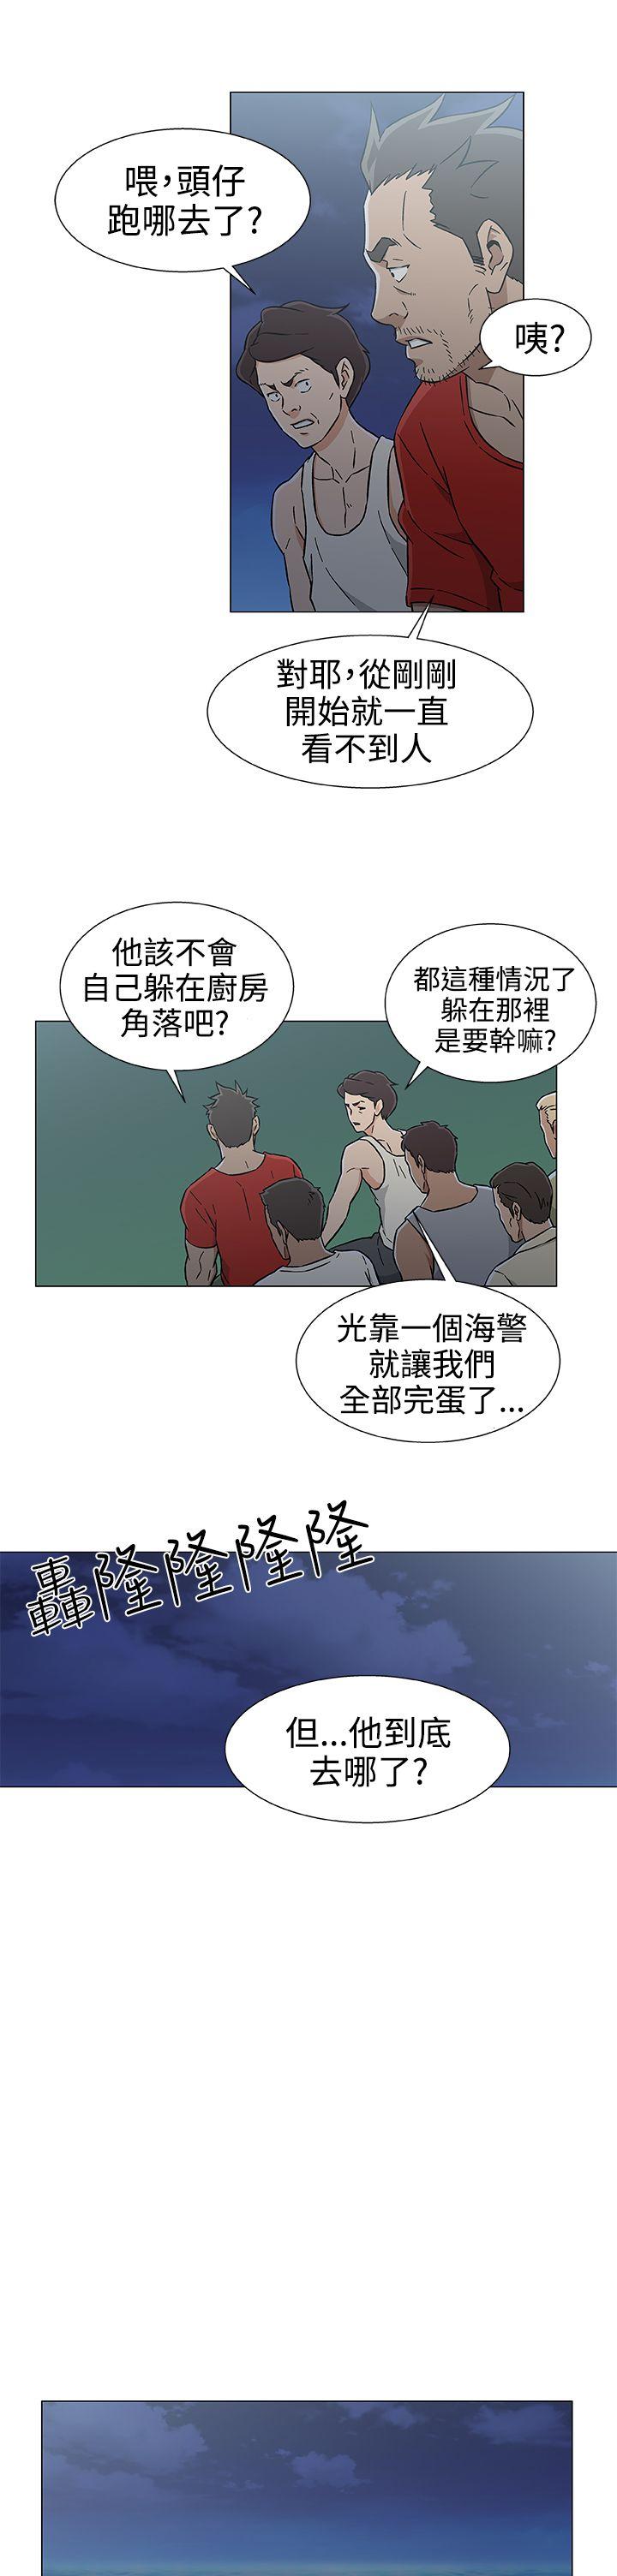 喂，頭仔
跑哪去了?
咦?
對耶，從剛剛
開始就一直
看不到人
他該不會
自己躲在廚房
角落吧?
都這種情況了
躲在那裡
是要幹嘛?
光靠一個海警
就讓我們
全部完蛋了...
轟隆隆隆隆
但...他到底
去哪了?